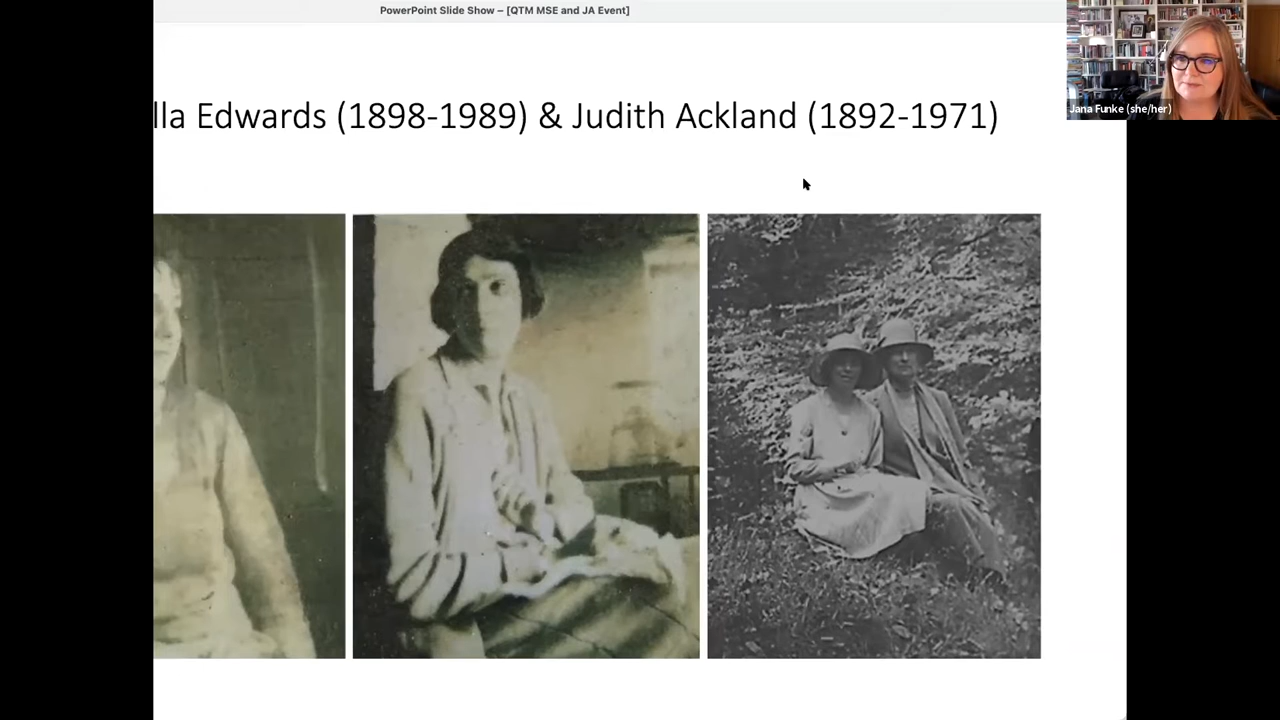 PowerPoint Slide Show – [QTM MSE and JA Event]
lla Edwards (1898-1989) & Judith Ackland (1892-1971)
Jana Funke (she/her)